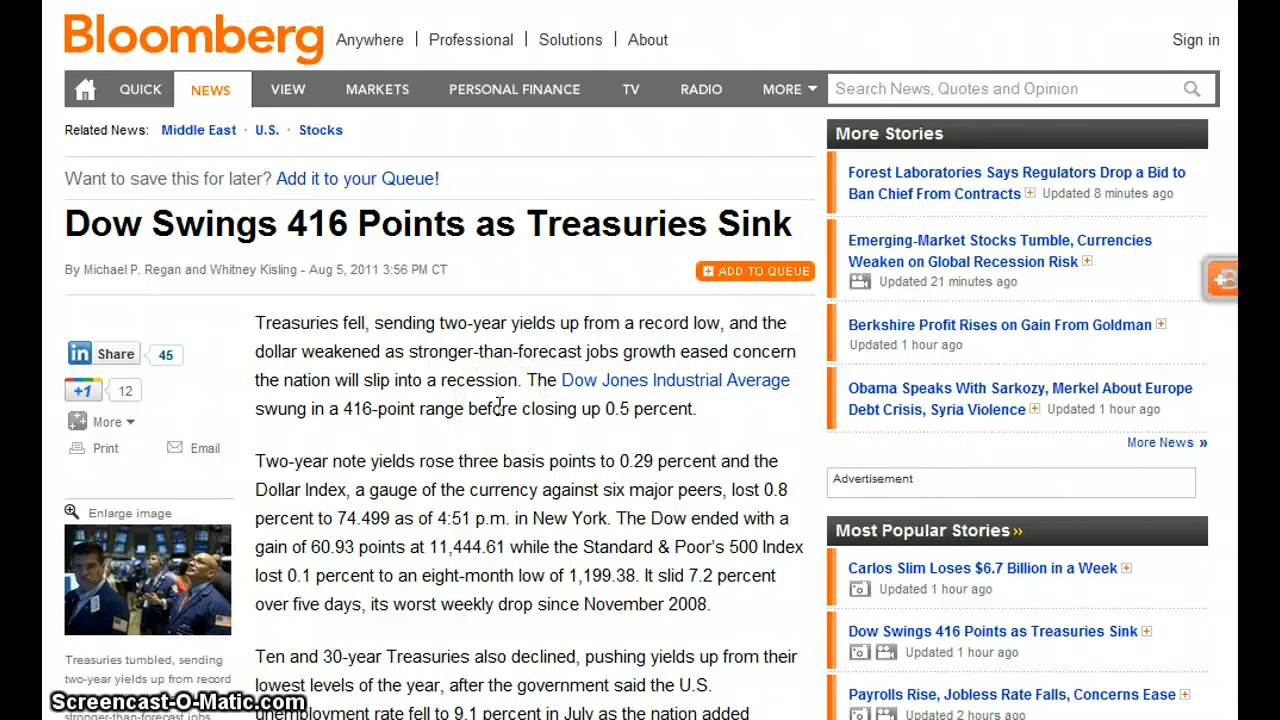 Bloomberg
Anywhere | Professional | Solutions | About
Sign in
QUICK NEWS VIEW MARKETS PERSONAL FINANCE TV RADIO MORE
Search News, Quotes and Opinion
Related News: Middle East · U.S. · Stocks
Want to save this for later? Add it to your Queue!
Dow Swings 416 Points as Treasuries Sink
By Michael P. Regan and Whitney Kisling - Aug 5, 2011 3:56 PM CT
ADD TO QUEUE
in Share 45
+1 12
More
Print Email
Enlarge image
Treasuries tumbled, sending
two-year yields up from record
stronger-than-forecast jobs
Treasuries fell, sending two-year yields up from a record low, and the
dollar weakened as stronger-than-forecast jobs growth eased concern
the nation will slip into a recession. The Dow Jones Industrial Average
swung in a 416-point range before closing up 0.5 percent.
Two-year note yields rose three basis points to 0.29 percent and the
Dollar Index, a gauge of the currency against six major peers, lost 0.8
percent to 74.499 as of 4:51 p.m. in New York. The Dow ended with a
gain of 60.93 points at 11,444.61 while the Standard & Poor's 500 Index
lost 0.1 percent to an eight-month low of 1,199.38. It slid 7.2 percent
over five days, its worst weekly drop since November 2008.
Ten and 30-year Treasuries also declined, pushing yields up from their
lowest levels of the year, after the government said the U.S.
unemployment rate fell to 9.1 percent in July as the nation added
More Stories
Forest Laboratories Says Regulators Drop a Bid to
Ban Chief From Contracts Updated 8 minutes ago
Emerging-Market Stocks Tumble, Currencies
Weaken on Global Recession Risk
Updated 21 minutes ago
Berkshire Profit Rises on Gain From Goldman
Updated 1 hour ago
Obama Speaks With Sarkozy, Merkel About Europe
Debt Crisis, Syria Violence Updated 1 hour ago
More News »
Advertisement
Most Popular Stories »
Carlos Slim Loses $6.7 Billion in a Week
Updated 1 hour ago
Dow Swings 416 Points as Treasuries Sink
Updated 1 hour ago
Payrolls Rise, Jobless Rate Falls, Concerns Ease
Updated 2 hours ago
Screencast-O-Matic.com